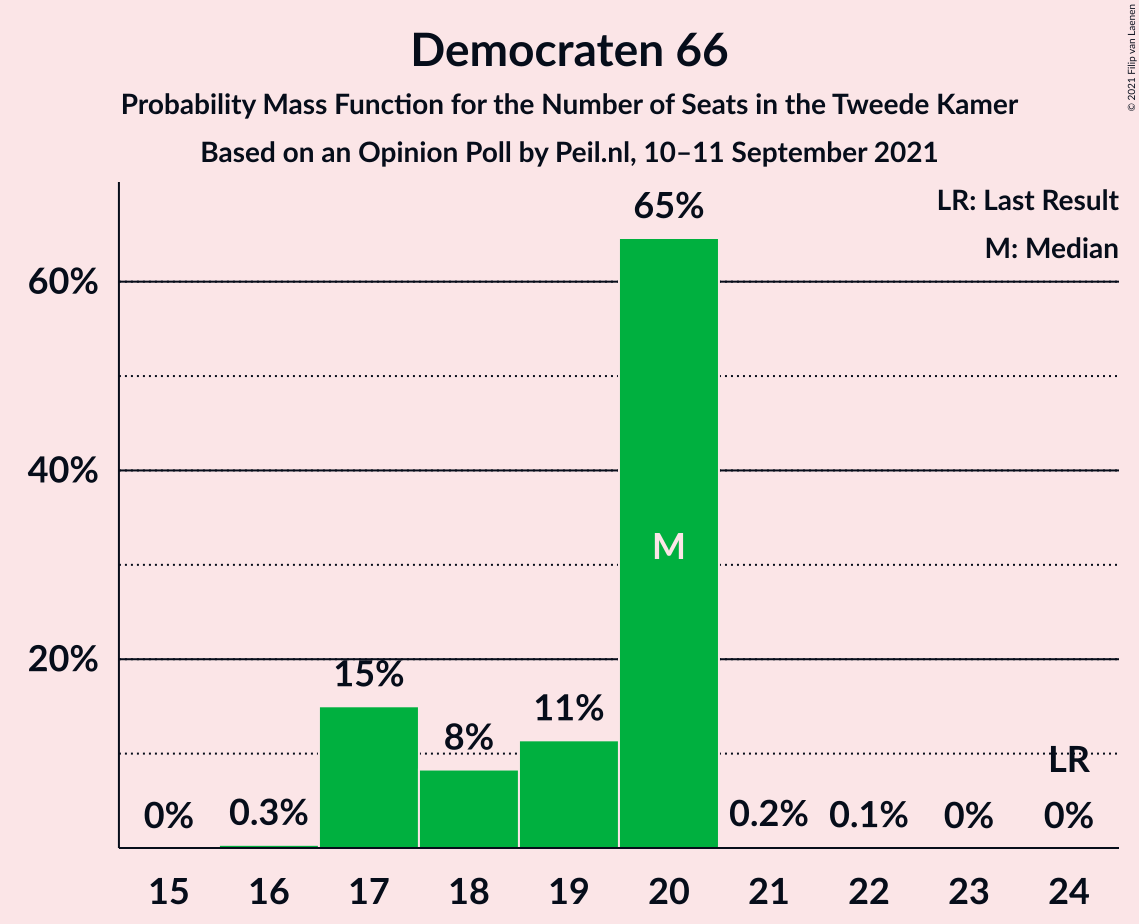 Democraten 66
Probability Mass Function for the Number of Seats in the Tweede Kamer
Based on an Opinion Poll by Peil.nl, 10–11 September 2021
© 2021 Filip van Laenen
LR: Last Result
M: Median
60%
40%
20%
0%
0.3%
15%
8%
11%
65%
M
0.2%
0.1%
0%
LR
0%
15
16
17
18
19
20
21
22
23
24